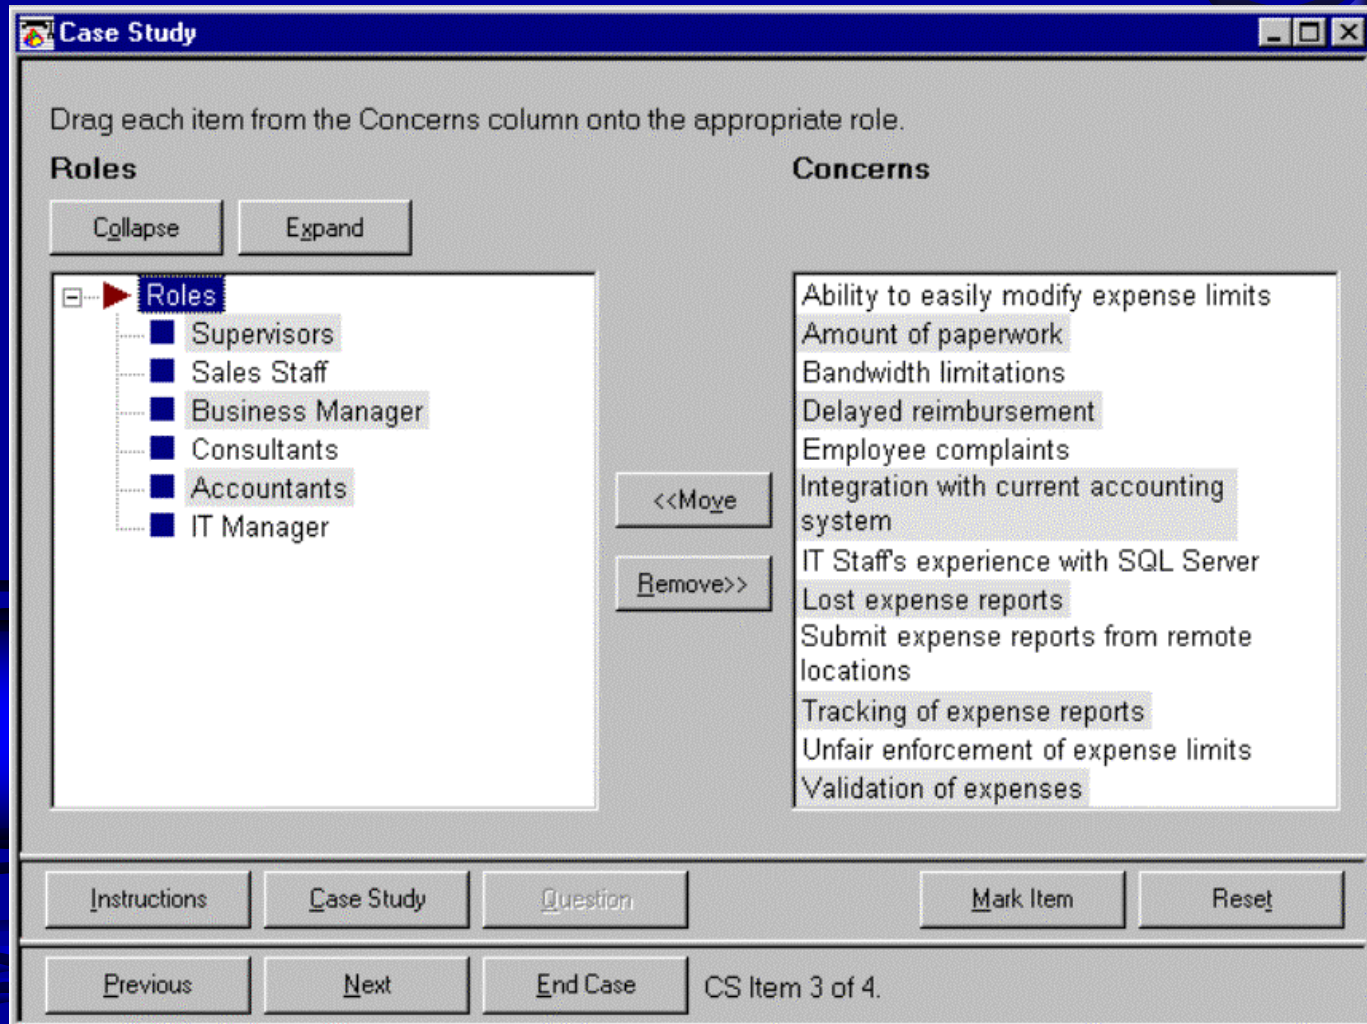 Case Study
Drag each item from the Concerns column onto the appropriate role.
Roles
Concerns
Collapse
Expand
Roles
Supervisors
Sales Staff
Business Manager
Consultants
Accountants
IT Manager
<<Move
Remove>>
Ability to easily modify expense limits
Amount of paperwork
Bandwidth limitations
Delayed reimbursement
Employee complaints
Integration with current accounting
system
IT Staff's experience with SQL Server
Lost expense reports
Submit expense reports from remote
locations
Tracking of expense reports
Unfair enforcement of expense limits
Validation of expenses
Instructions
Case Study
Question
Mark Item
Reset
Previous
Next
End Case
CS Item 3 of 4.